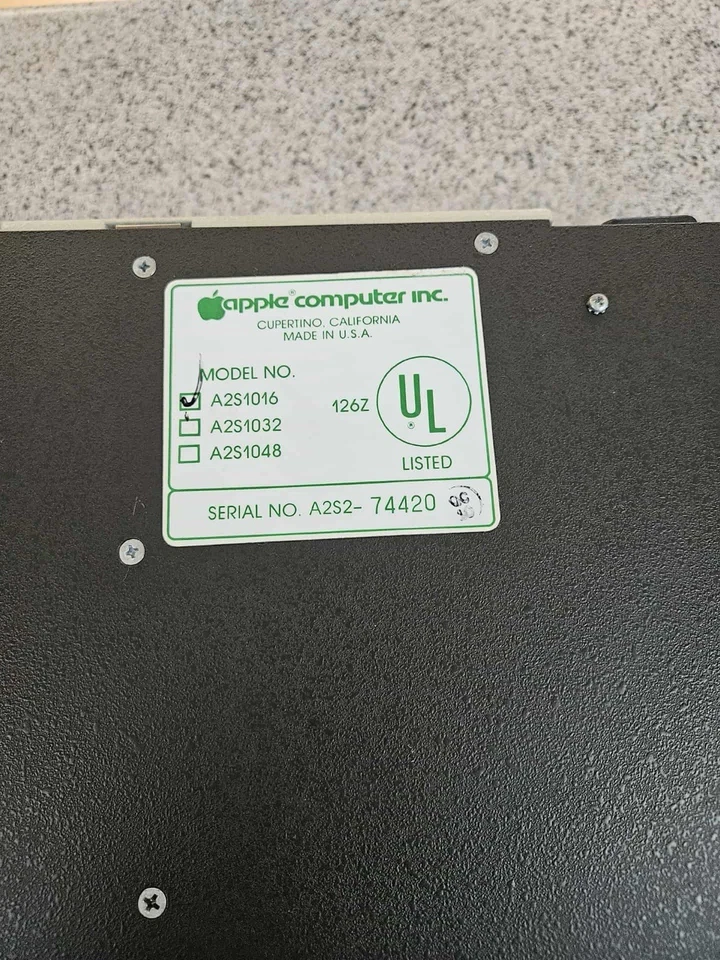 apple® computer inc.
CUPERTINO, CALIFORNIA
MADE IN U.S.A.
MODEL NO.
A2S1016
A2S1032
A2S1048
126Z
UL®
LISTED
SERIAL NO. A2S2- 74420